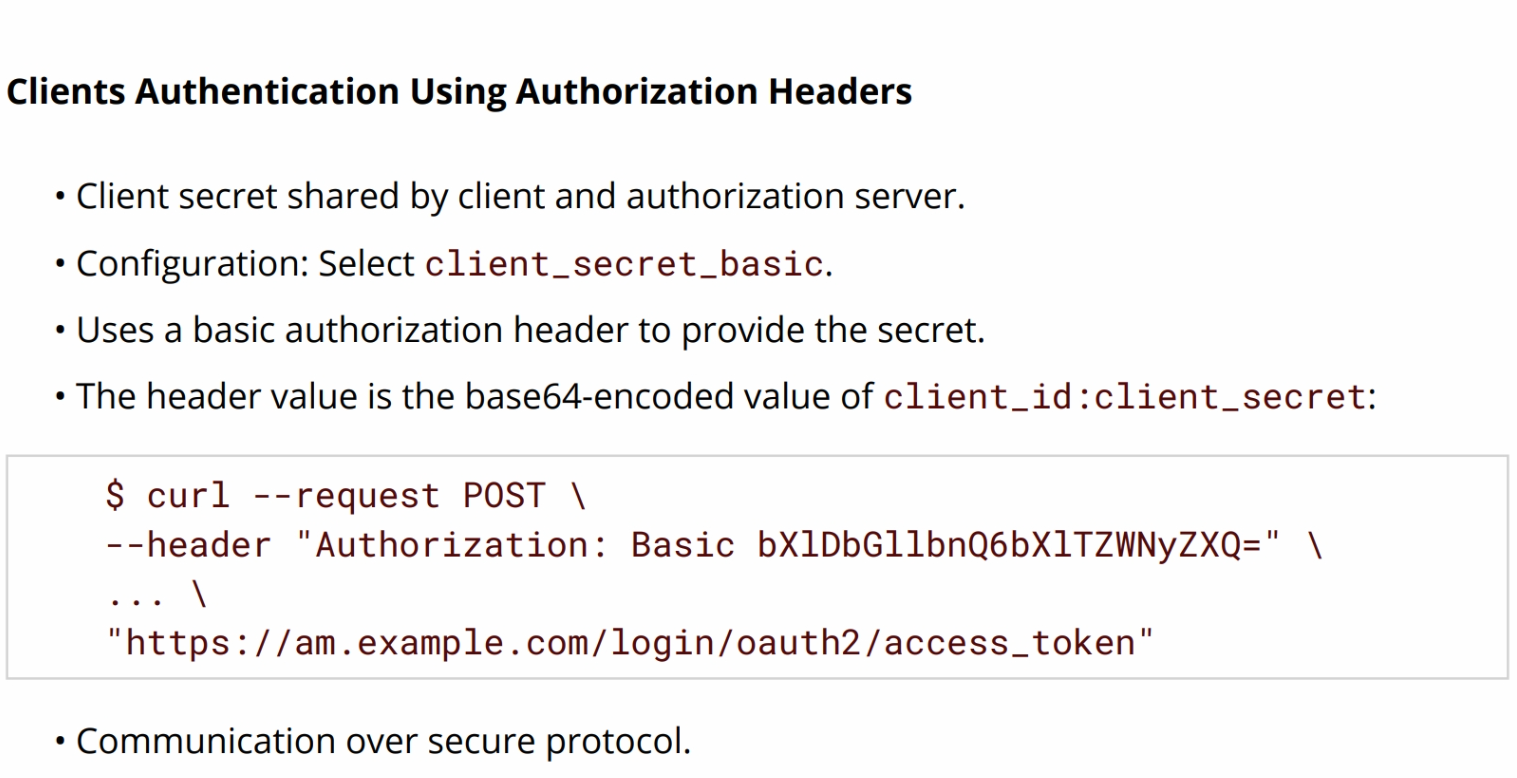 Clients Authentication Using Authorization Headers
• Client secret shared by client and authorization server.
• Configuration: Select client_secret_basic.
• Uses a basic authorization header to provide the secret.
• The header value is the base64-encoded value of client_id:client_secret:
$ curl --request POST \
--header "Authorization: Basic bXlDbGllbnQ6bXlTZWNyZXQ=" \
... \
"https://am.example.com/login/oauth2/access_token"
• Communication over secure protocol.